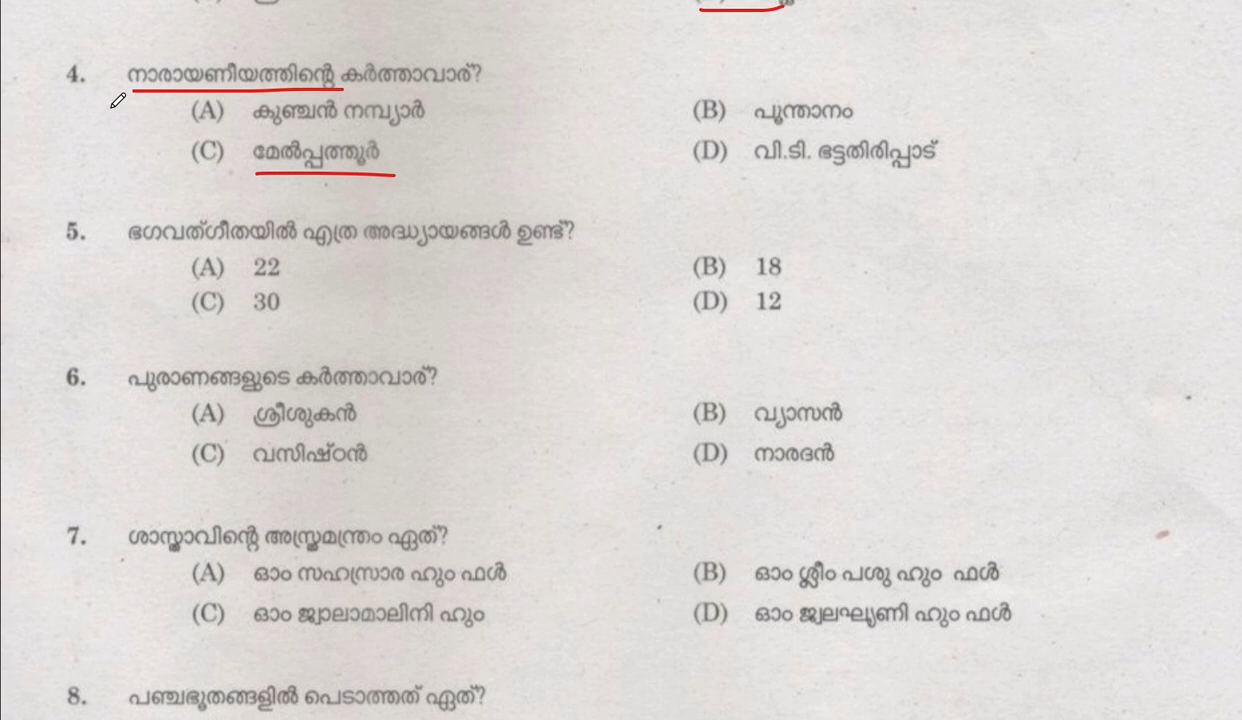 4. നാരായണീയത്തിന്റെ കർത്താവാര്?
(A) കുഞ്ചൻ നമ്പ്യാർ (B) പൂന്താനം
(C) മേൽപ്പത്തൂർ (D) വി.ടി. ഭട്ടതിരിപ്പാട്
5. ഭഗവത്ഗീതയിൽ എത്ര അദ്ധ്യായങ്ങൾ ഉണ്ട്?
(A) 22 (B) 18
(C) 30 (D) 12
6. പുരാണങ്ങളുടെ കർത്താവാര്?
(A) ശ്രീശുകൻ (B) വ്യാസൻ
(C) വസിഷ്ഠൻ (D) നാരദൻ
7. ശാസ്താവിന്റെ അസ്ത്രമന്ത്രം ഏത്?
(A) ഓം സഹസ്രാര ഹും ഫൾ (B) ഓം ശ്ലീം പശു ഹും ഫൾ
(C) ഓം ജ്വാലാമാലിനി ഹും (D) ഓം ജ്വലഘ്യണി ഹും ഫൾ
8. പഞ്ചഭൂതങ്ങളിൽ പെടാത്തത് ഏത്?